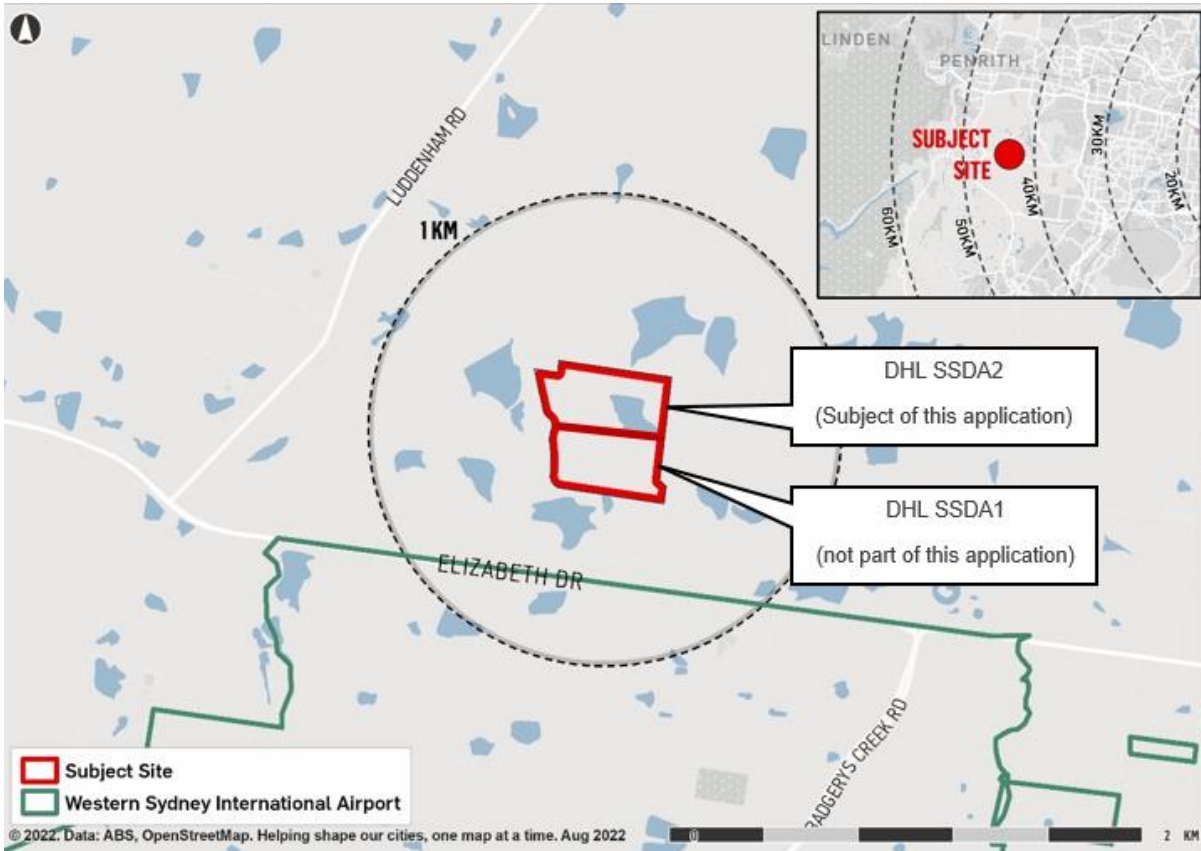 LINDEN
PENRITH
SUBJECT
SITE
60KM
50KM
40KM
30KM
20KM
LUDDENHAM RD
1 KM
DHL SSDA2
(Subject of this application)
DHL SSDA1
(not part of this application)
ELIZABETH DR
BADGERYS CREEK RD
Subject Site
Western Sydney International Airport
© 2022. Data: ABS, OpenStreetMap. Helping shape our cities, one map at a time. Aug 2022
0 2 KM